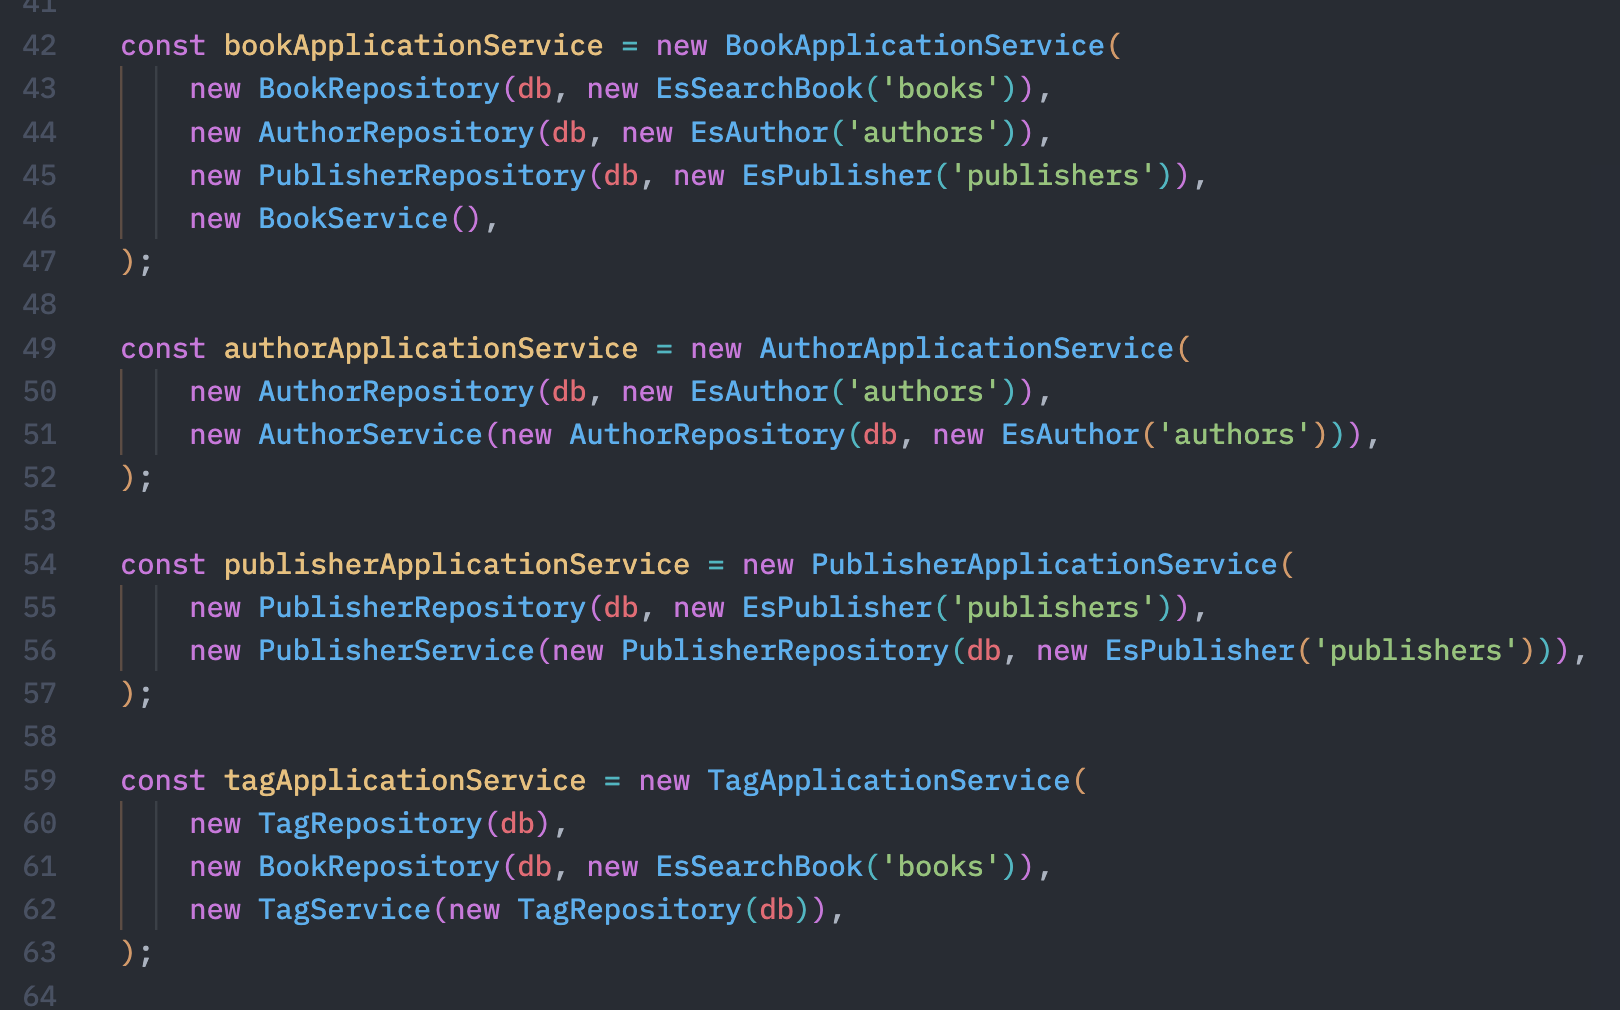 41
42 const bookApplicationService = new BookApplicationService(
43 new BookRepository(db, new EsSearchBook('books')),
44 new AuthorRepository(db, new EsAuthor('authors')),
45 new PublisherRepository(db, new EsPublisher('publishers')),
46 new BookService(),
47 );
48
49 const authorApplicationService = new AuthorApplicationService(
50 new AuthorRepository(db, new EsAuthor('authors')),
51 new AuthorService(new AuthorRepository(db, new EsAuthor('authors'))),
52 );
53
54 const publisherApplicationService = new PublisherApplicationService(
55 new PublisherRepository(db, new EsPublisher('publishers')),
56 new PublisherService(new PublisherRepository(db, new EsPublisher('publishers'))),
57 );
58
59 const tagApplicationService = new TagApplicationService(
60 new TagRepository(db),
61 new BookRepository(db, new EsSearchBook('books')),
62 new TagService(new TagRepository(db)),
63 );
64